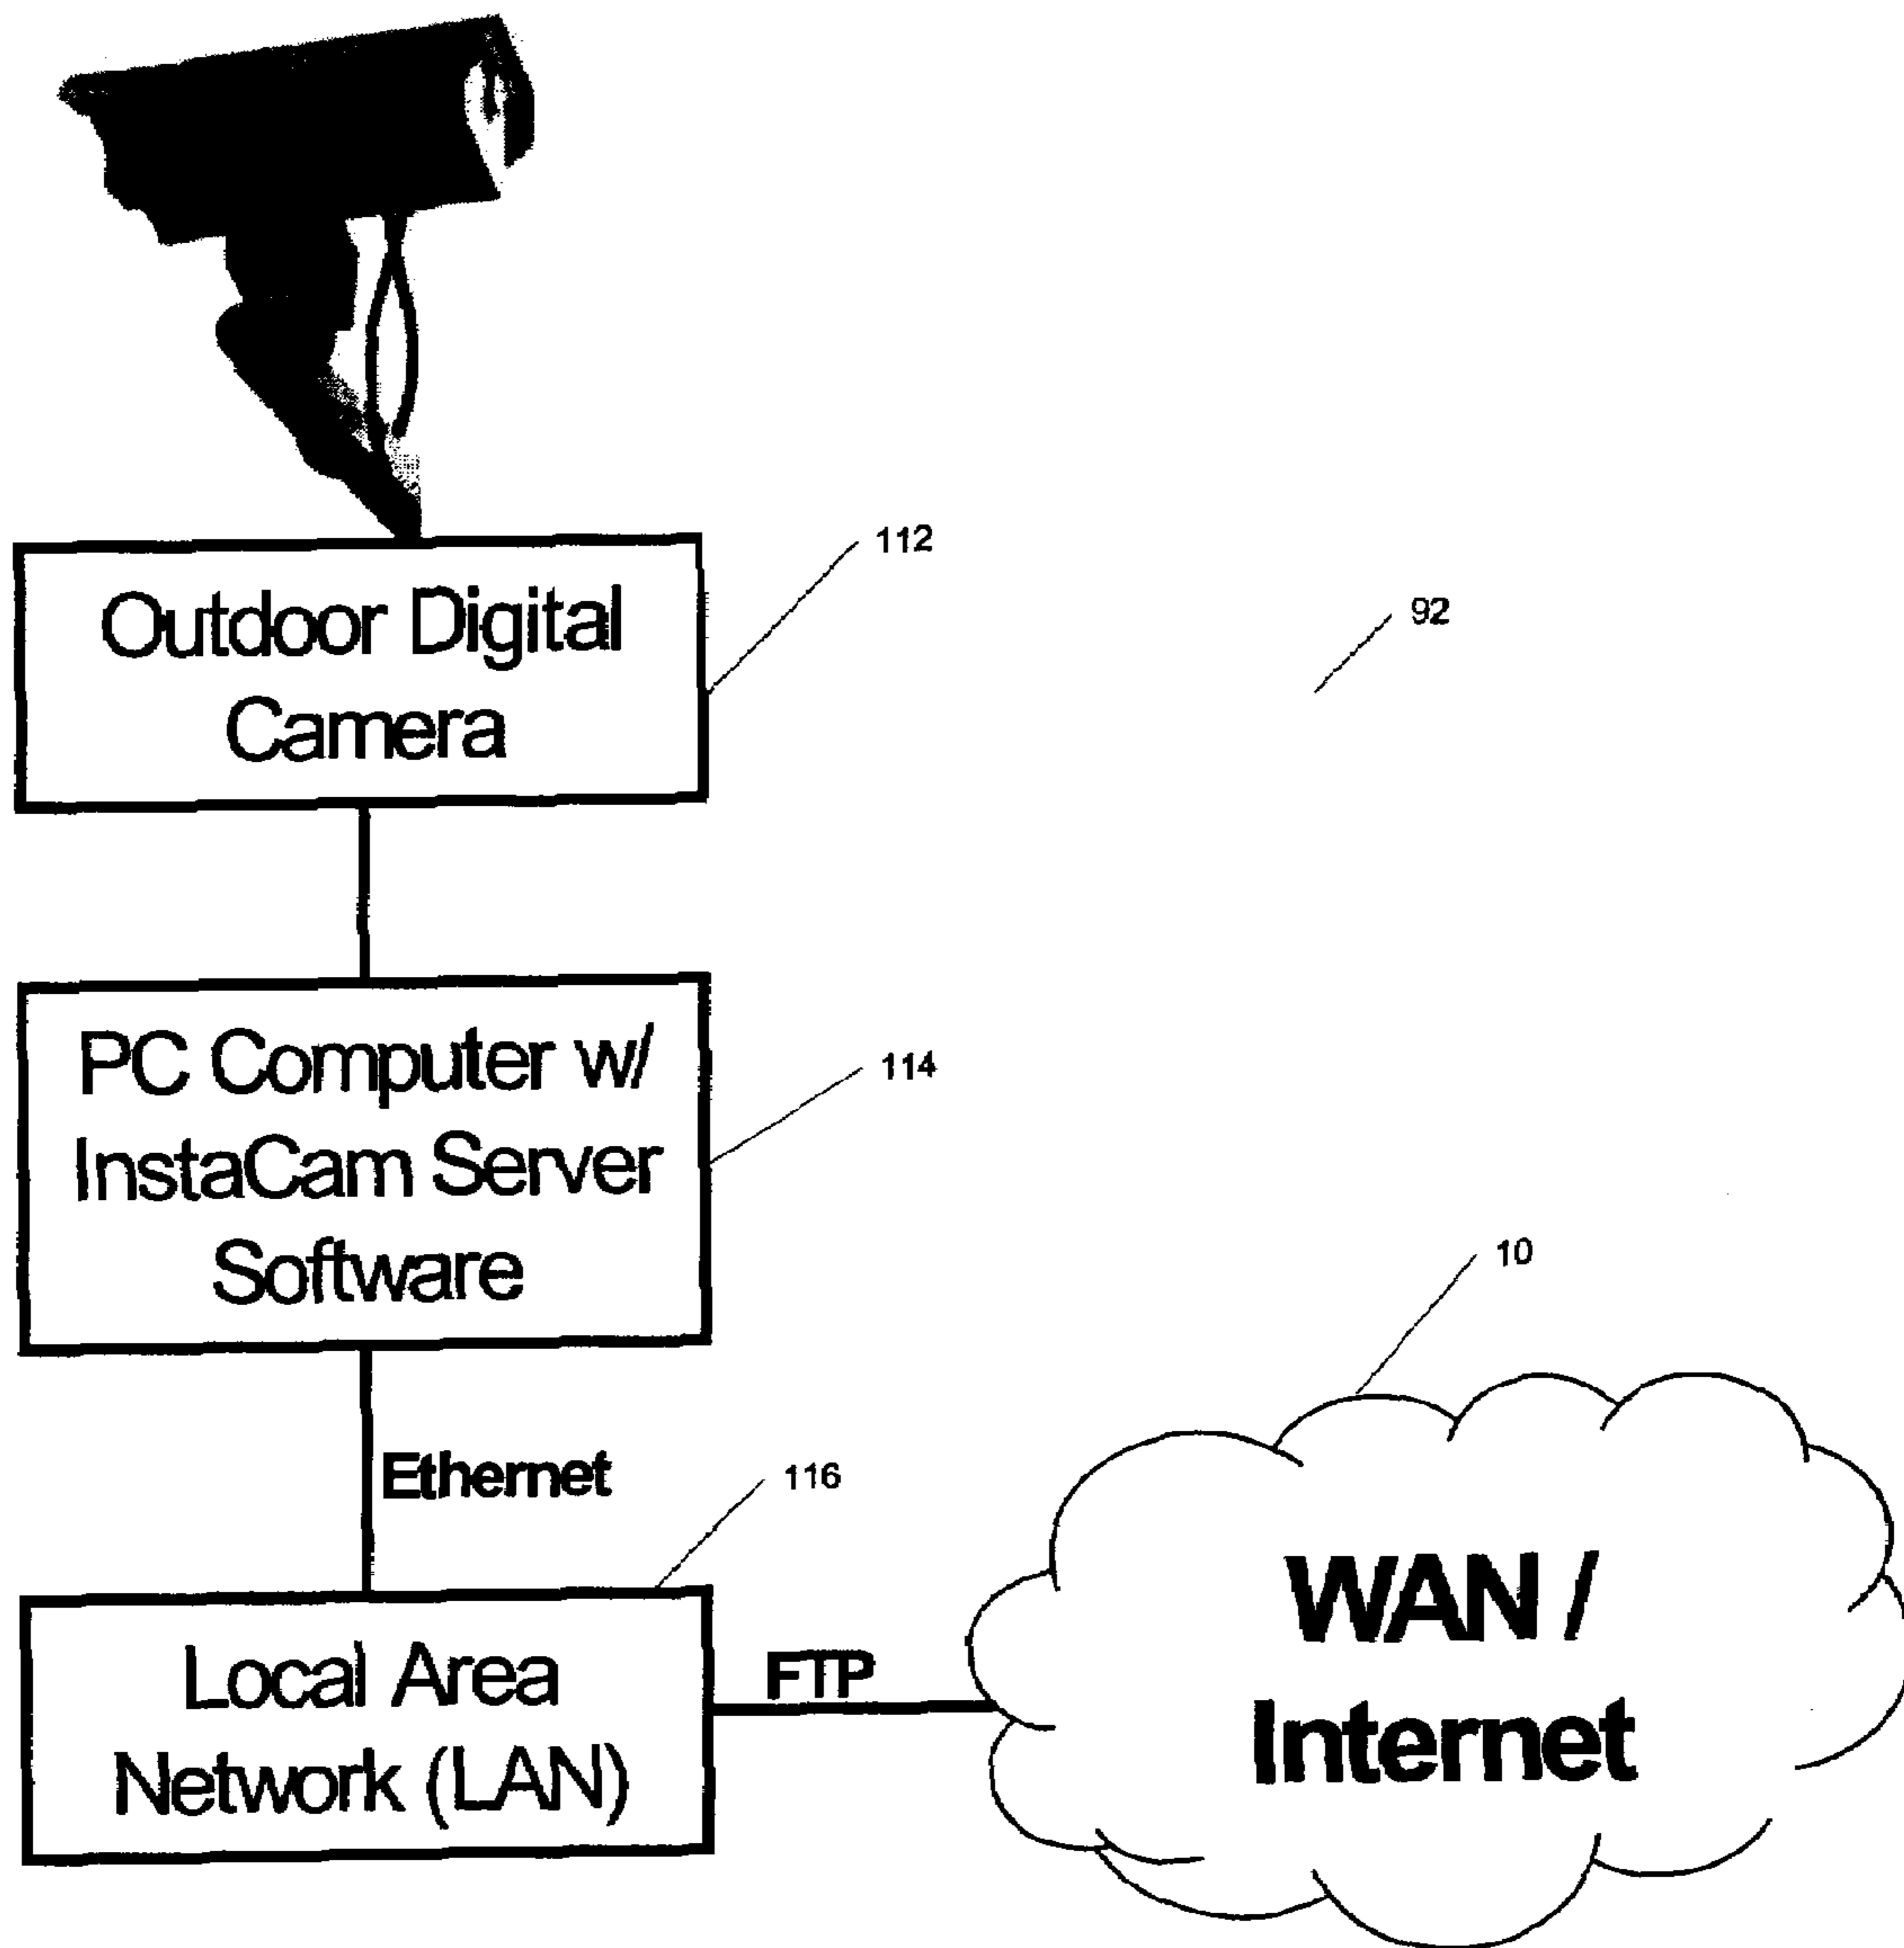 112
Outdoor Digital
Camera
92
PC Computer w/
InstaCam Server
Software
114
10
Ethernet
116
Local Area
Network (LAN)
FTP
WAN /
Internet